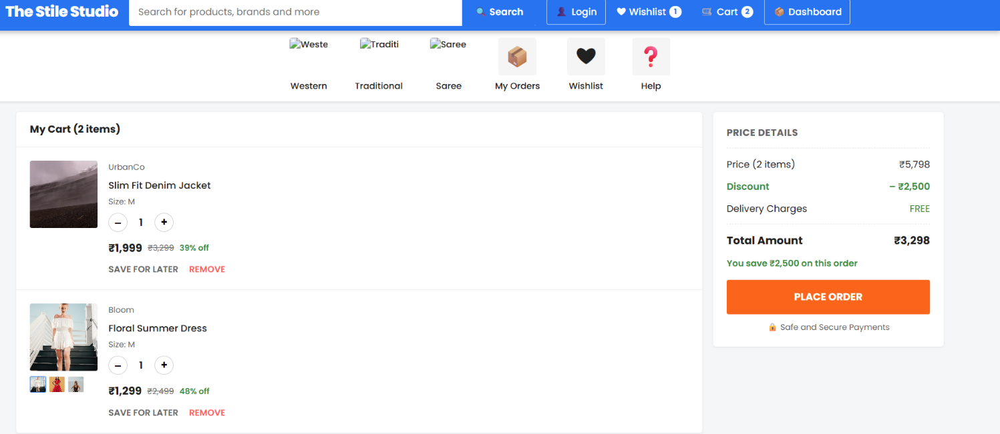 The Stile Studio
Search for products, brands and more
Search
Login
Wishlist 1
Cart 2
Dashboard
Weste
Traditi
Saree
Western
Traditional
Saree
My Orders
Wishlist
Help
My Cart (2 items)
UrbanCo
Slim Fit Denim Jacket
Size: M
− 1 +
₹1,999 ₹3,299 39% off
SAVE FOR LATER REMOVE
Bloom
Floral Summer Dress
Size: M
− 1 +
₹1,299 ₹2,499 48% off
SAVE FOR LATER REMOVE
PRICE DETAILS
Price (2 items) ₹5,798
Discount − ₹2,500
Delivery Charges FREE
Total Amount ₹3,298
You save ₹2,500 on this order
PLACE ORDER
Safe and Secure Payments